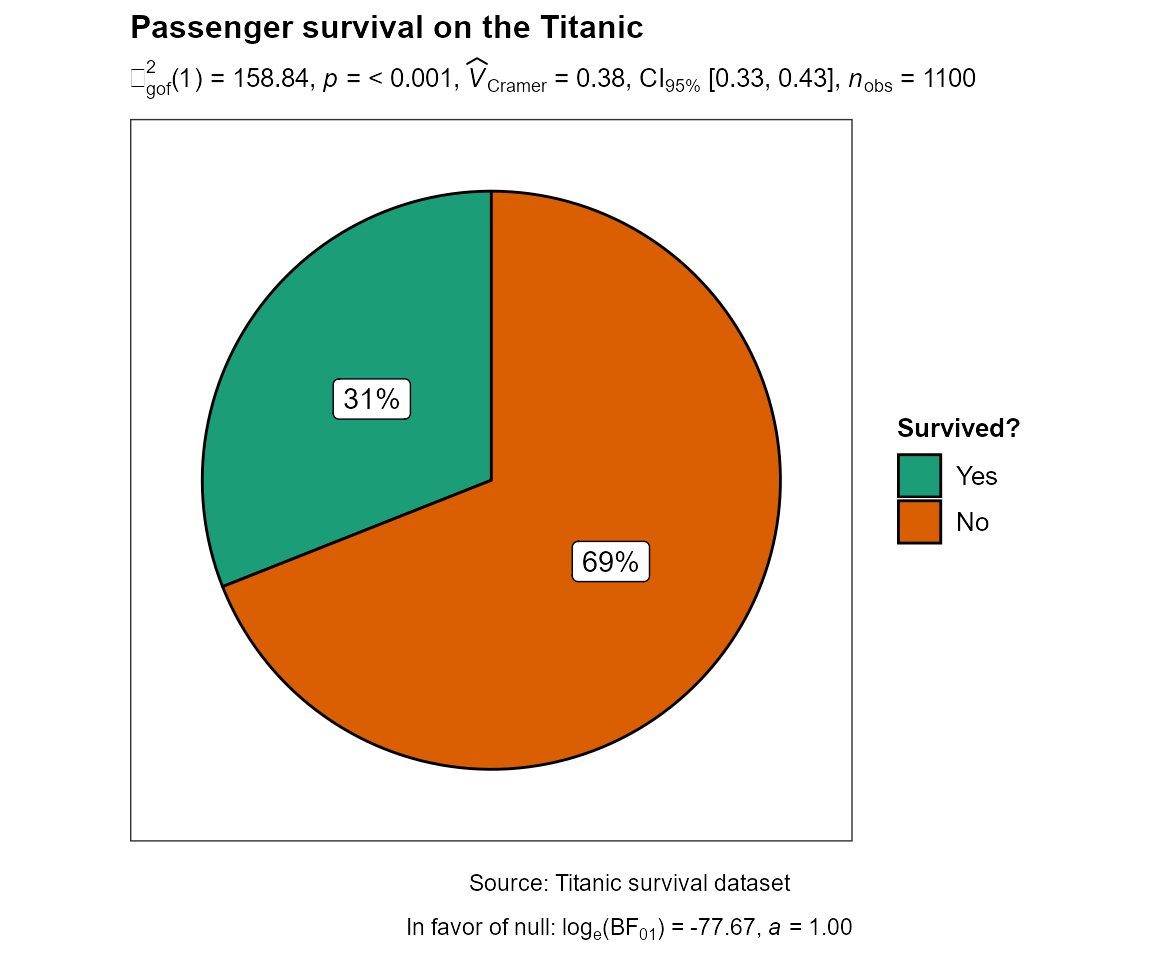 Passenger survival on the Titanic
□²gof(1) = 158.84, p = < 0.001, V̂Cramer = 0.38, CI95% [0.33, 0.43], nobs = 1100
31%
69%
Survived?
Yes
No
Source: Titanic survival dataset
In favor of null: loge(BF01) = -77.67, a = 1.00